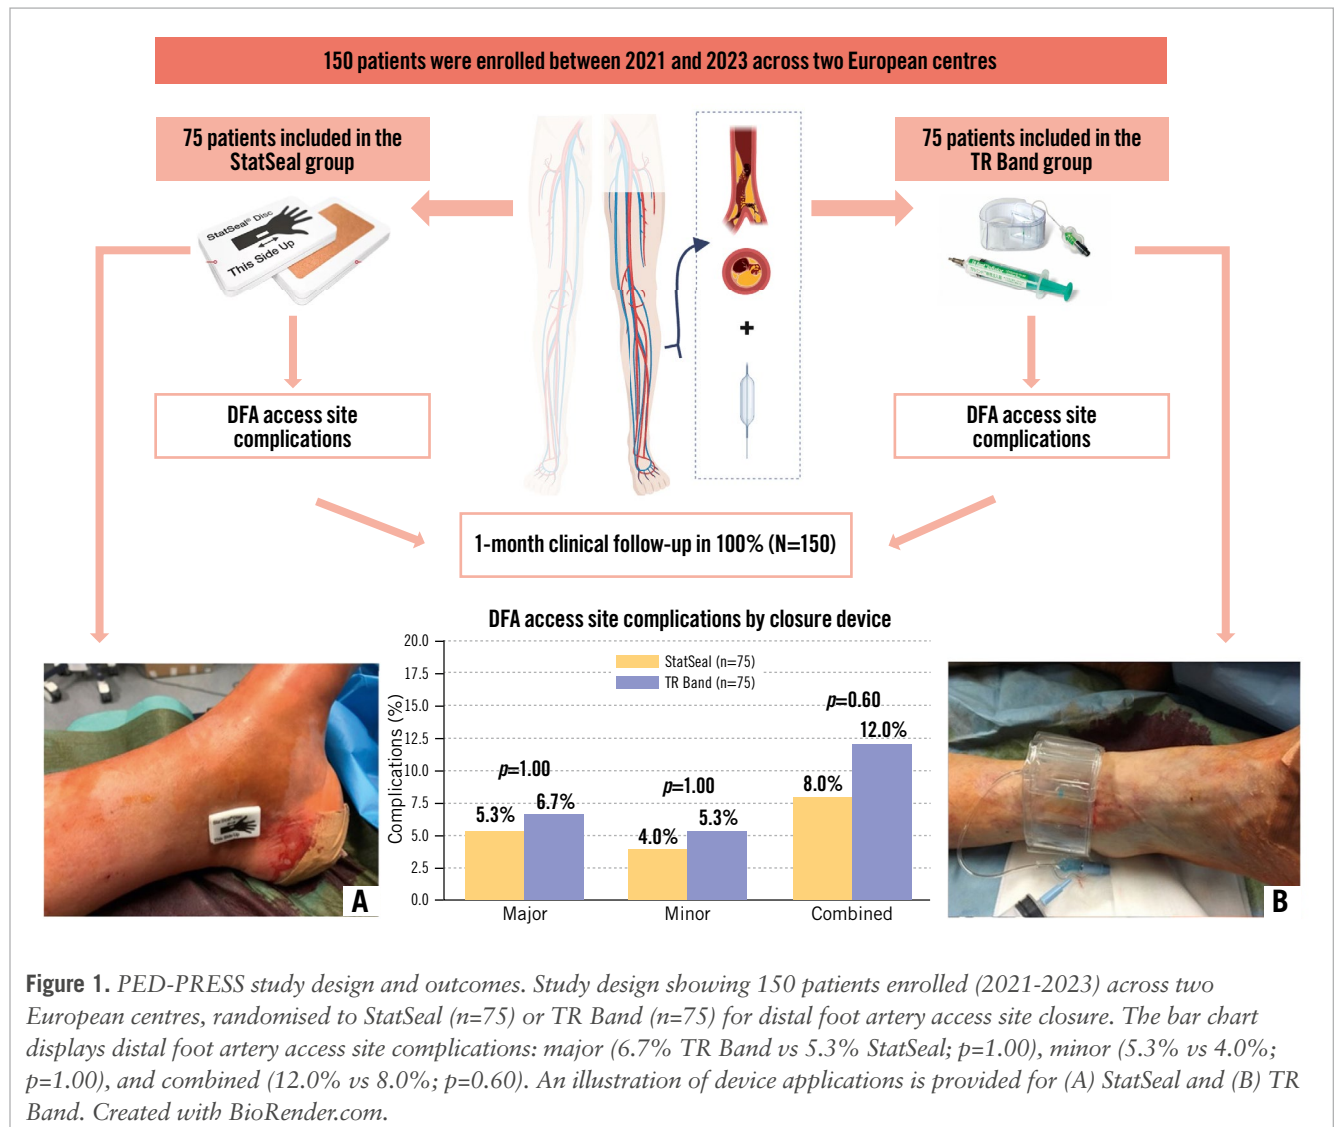 150 patients were enrolled between 2021 and 2023 across two European centres
75 patients included in the
StatSeal group
75 patients included in the
TR Band group
StatSeal® Disc
This Side Up
+
DFA access site
complications
DFA access site
complications
1-month clinical follow-up in 100% (N=150)
DFA access site complications by closure device
Complications (%)
20.0
17.5
15.0
12.5
10.0
7.5
5.0
2.5
0.0
StatSeal (n=75)
TR Band (n=75)
p=1.00
5.3%
6.7%
p=1.00
4.0%
5.3%
p=0.60
8.0%
12.0%
Major
Minor
Combined
A
B
Figure 1. PED-PRESS study design and outcomes. Study design showing 150 patients enrolled (2021-2023) across two
European centres, randomised to StatSeal (n=75) or TR Band (n=75) for distal foot artery access site closure. The bar chart
displays distal foot artery access site complications: major (6.7% TR Band vs 5.3% StatSeal; p=1.00), minor (5.3% vs 4.0%;
p=1.00), and combined (12.0% vs 8.0%; p=0.60). An illustration of device applications is provided for (A) StatSeal and (B) TR
Band. Created with BioRender.com.